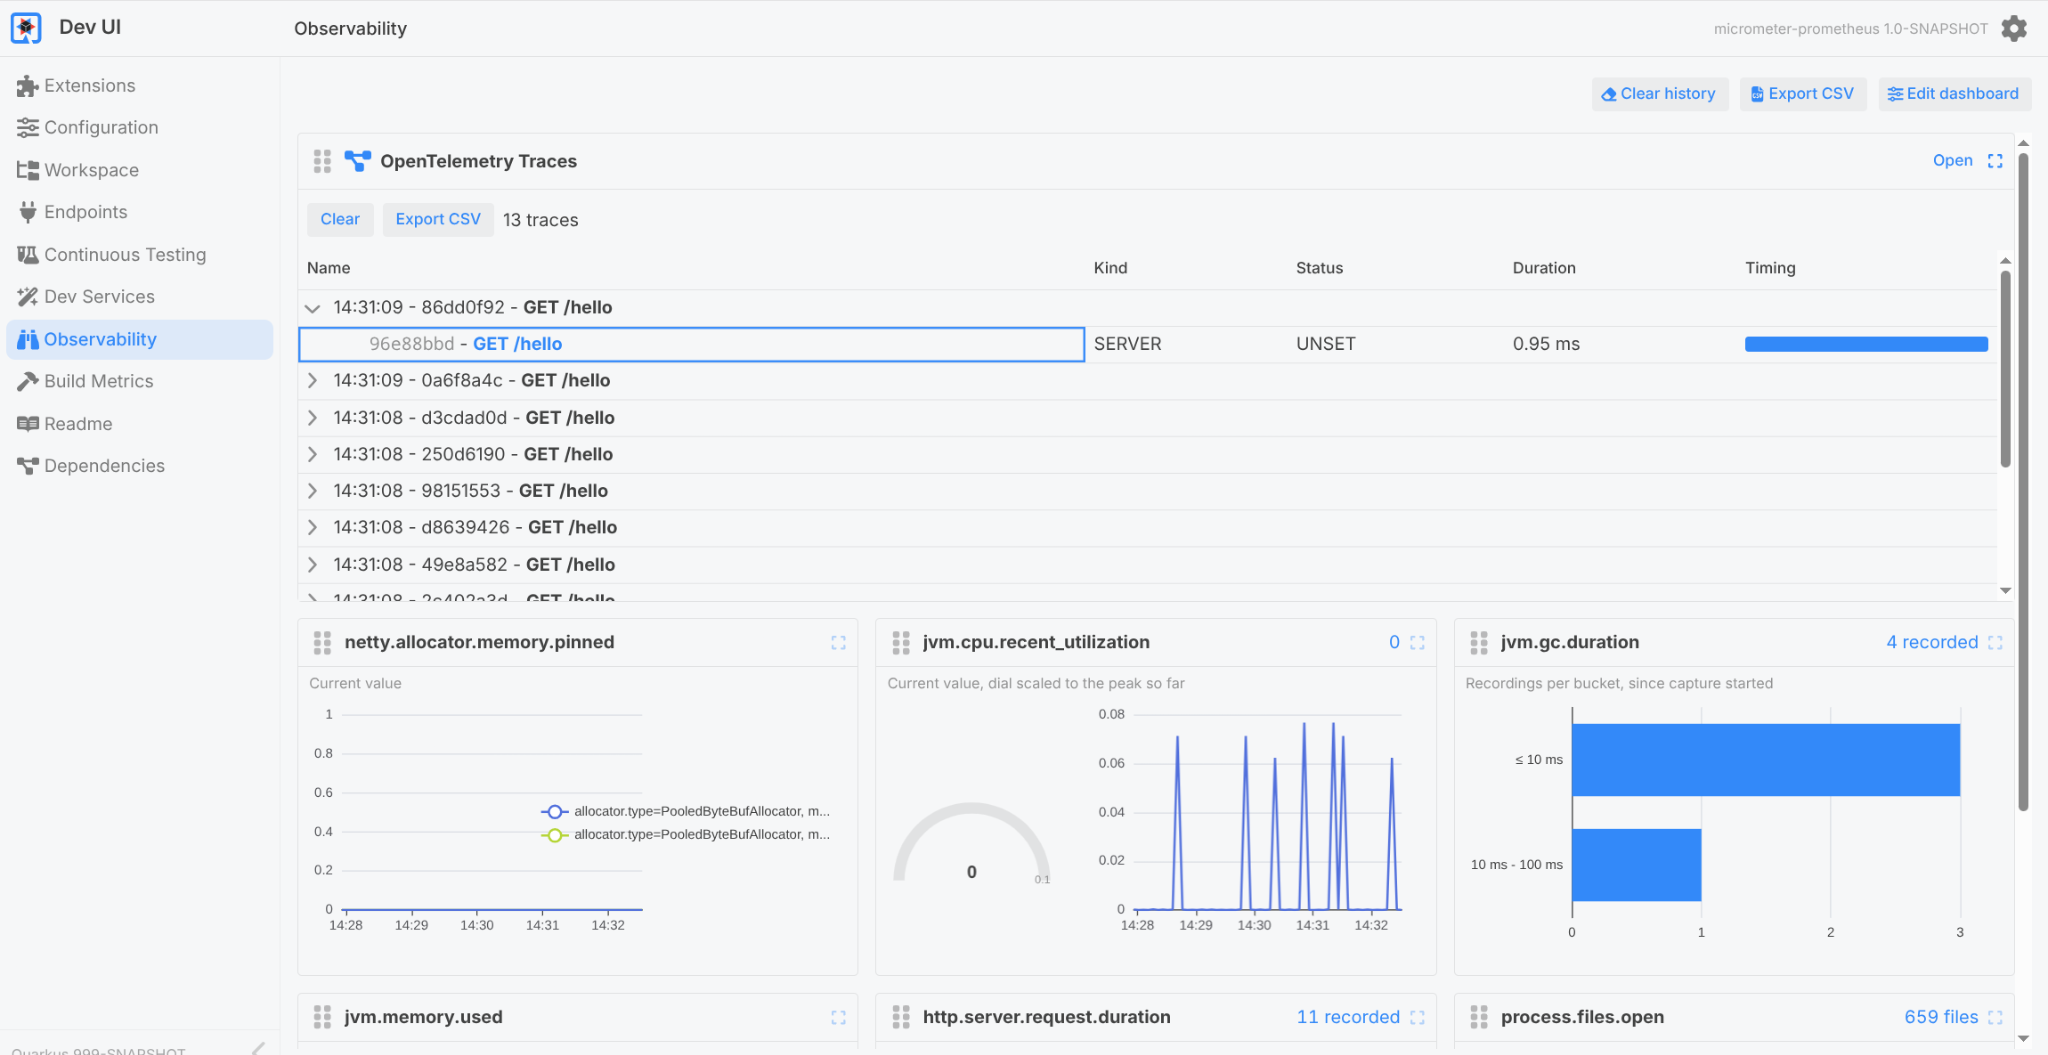 Dev UI
Observability
micrometer-prometheus 1.0-SNAPSHOT
Extensions
Configuration
Workspace
Endpoints
Continuous Testing
Dev Services
Observability
Build Metrics
Readme
Dependencies
Quarkus 999-SNAPSHOT
Clear history
Export CSV
Edit dashboard
OpenTelemetry Traces
Open
Clear
Export CSV
13 traces
Name Kind Status Duration Timing
14:31:09 - 86dd0f92 - GET /hello
96e88bbd - GET /hello SERVER UNSET 0.95 ms
14:31:09 - 0a6f8a4c - GET /hello
14:31:08 - d3cdad0d - GET /hello
14:31:08 - 250d6190 - GET /hello
14:31:08 - 98151553 - GET /hello
14:31:08 - d8639426 - GET /hello
14:31:08 - 49e8a582 - GET /hello
14:31:08 - 2c402a3d - GET /hello
netty.allocator.memory.pinned
Current value
1
0.8
0.6
0.4
0.2
0
14:28 14:29 14:30 14:31 14:32
allocator.type=PooledByteBufAllocator, m...
allocator.type=PooledByteBufAllocator, m...
jvm.cpu.recent_utilization 0
Current value, dial scaled to the peak so far
0
0.1
0.08
0.06
0.04
0.02
0
14:28 14:29 14:30 14:31 14:32
jvm.gc.duration 4 recorded
Recordings per bucket, since capture started
≤ 10 ms
10 ms - 100 ms
0 1 2 3
jvm.memory.used
http.server.request.duration 11 recorded
process.files.open 659 files